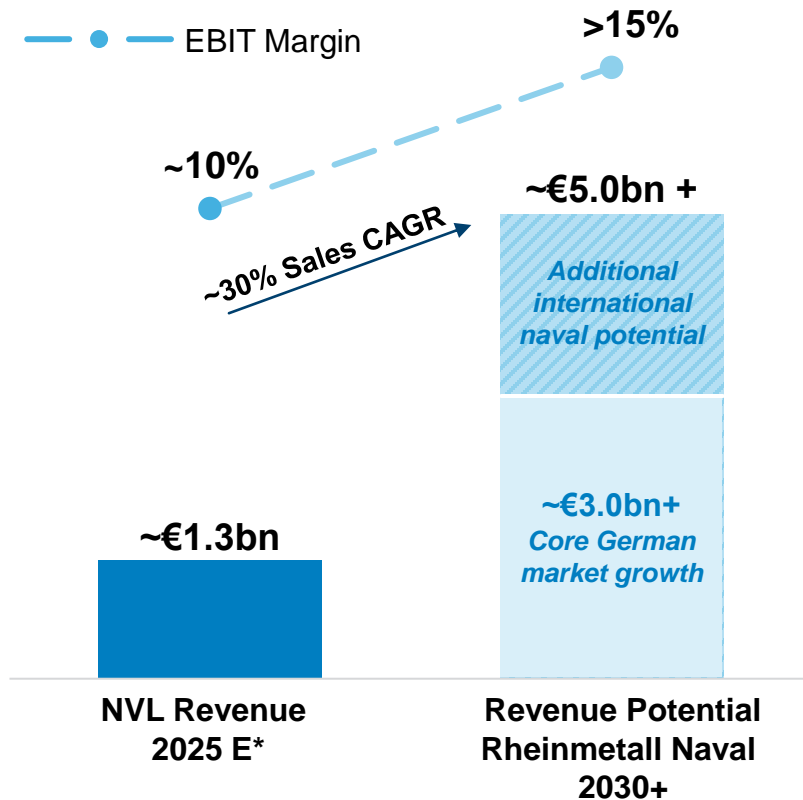 EBIT Margin
>15%
~10%
~30% Sales CAGR
~€5.0bn +
Additional
international
naval potential
~€3.0bn+
Core German
market growth
~€1.3bn
NVL Revenue
2025 E*
Revenue Potential
Rheinmetall Naval
2030+